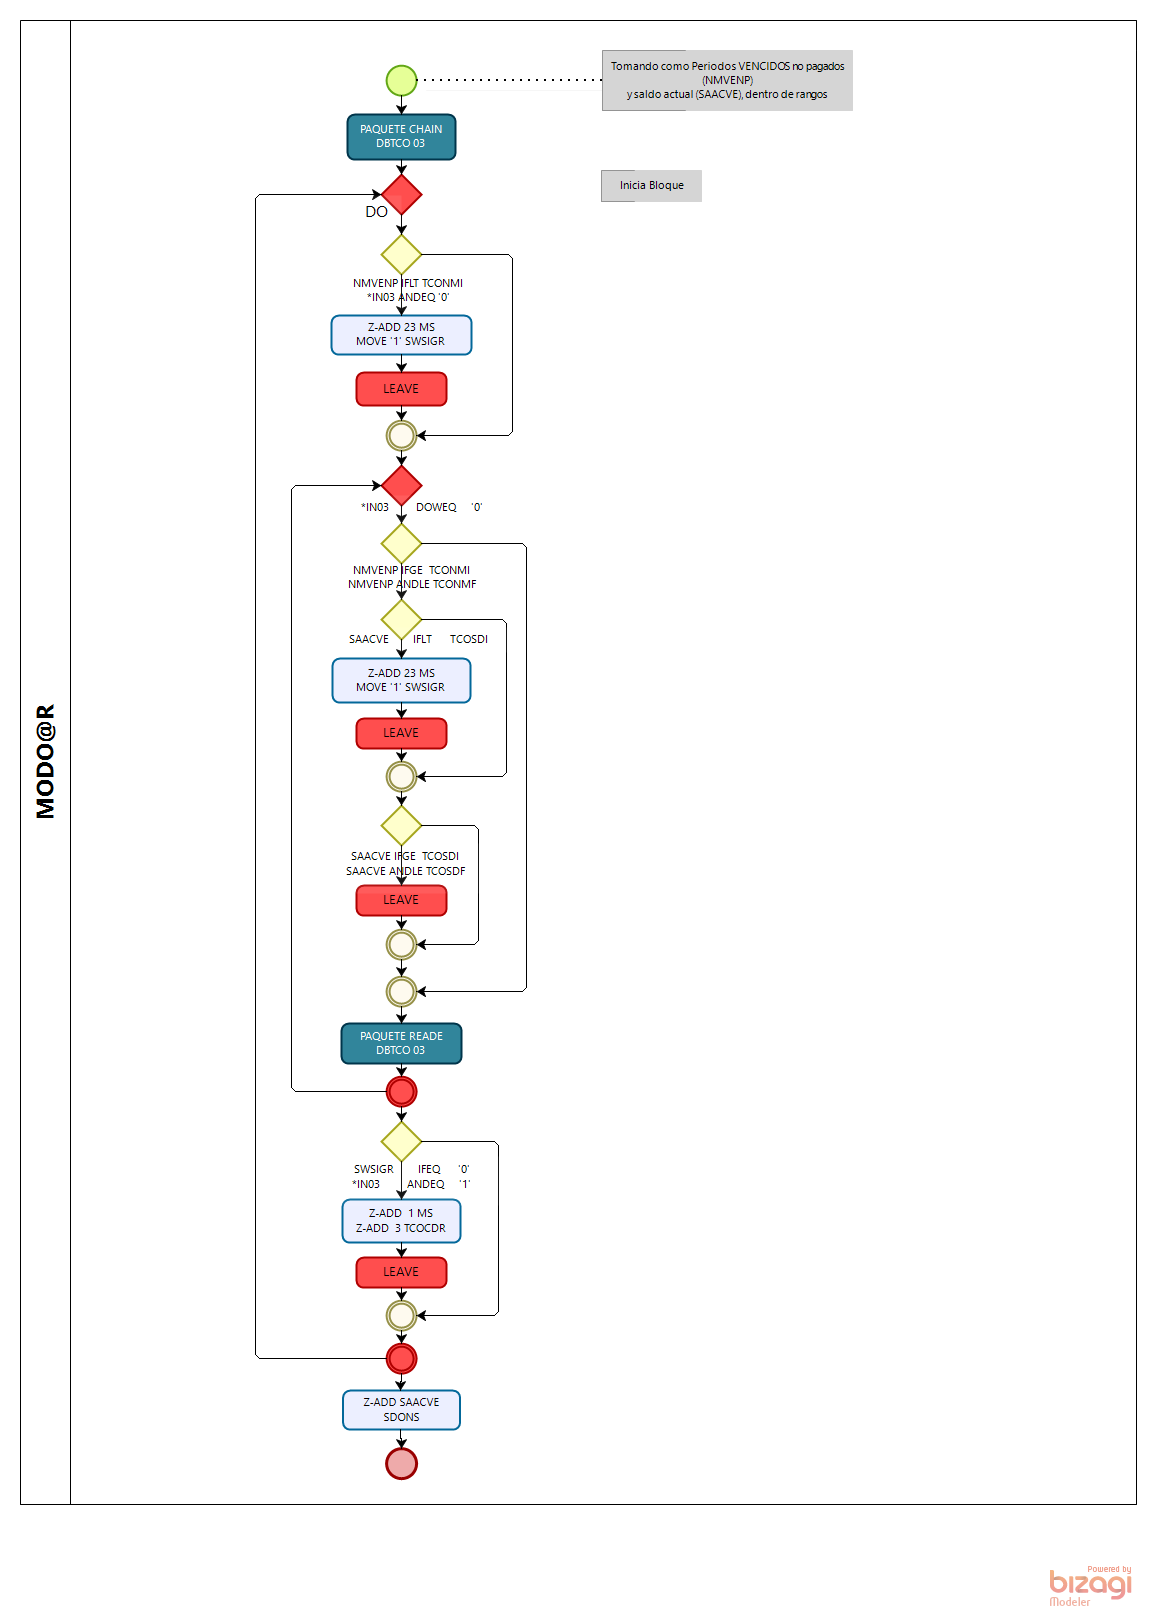 Tomando como Periodos VENCIDOS no pagados
(NMVENP)
y saldo actual (SAACVE), dentro de rangos
PAQUETE CHAIN
DBTCO 03
Inicia Bloque
DO
NMVENP IFLT TCONMI
*IN03 ANDEQ '0'
Z-ADD 23 MS
MOVE '1' SWSIGR
LEAVE
*IN03 DOWEQ '0'
NMVENP IFGE TCONMI
NMVENP ANDLE TCONMF
SAACVE IFLT TCOSDI
Z-ADD 23 MS
MOVE '1' SWSIGR
LEAVE
MODO@R
SAACVE IFGE TCOSDI
SAACVE ANDLE TCOSDF
LEAVE
PAQUETE READE
DBTCO 03
SWSIGR IFEQ '0'
*IN03 ANDEQ '1'
Z-ADD 1 MS
Z-ADD 3 TCOCDR
LEAVE
Z-ADD SAACVE
SDONS
Powered by
bizagi
Modeler